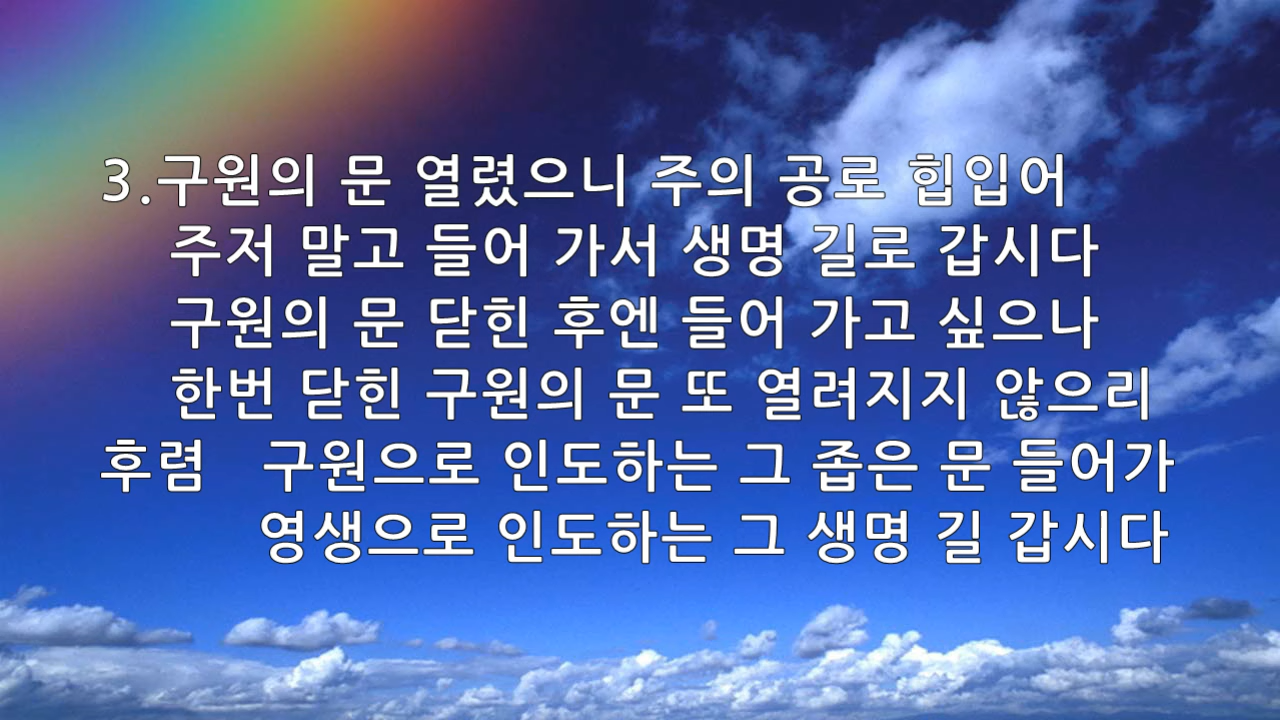 3.구원의 문 열렸으니 주의 공로 힙입어
주저 말고 들어 가서 생명 길로 갑시다
구원의 문 닫힌 후엔 들어 가고 싶으나
한번 닫힌 구원의 문 또 열려지지 않으리
후렴 구원으로 인도하는 그 좁은 문 들어가
영생으로 인도하는 그 생명 길 갑시다